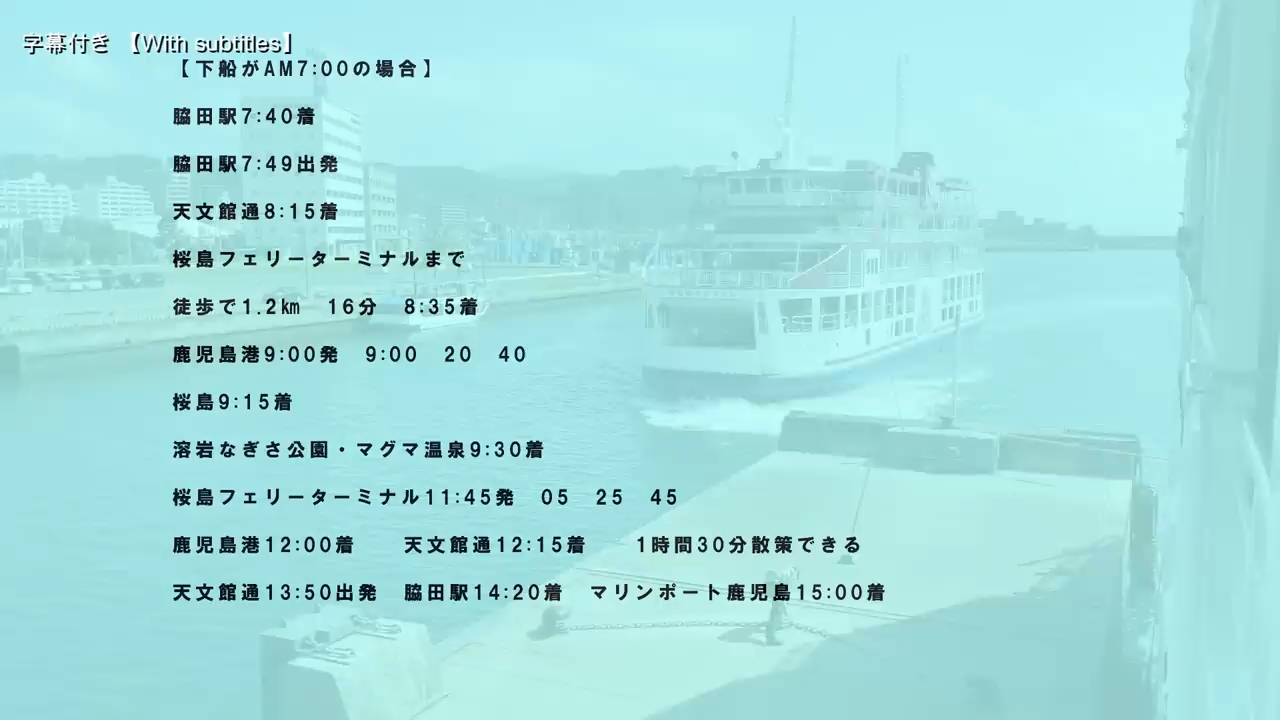 字幕付き 【With subtitles】
【下船がAM7:00の場合】
脇田駅7:40着
脇田駅7:49出発
天文館通8:15着
桜島フェリーターミナルまで
徒歩で1.2㎞　16分　8:35着
鹿児島港9:00発　9:00　20　40
桜島9:15着
溶岩なぎさ公園・マグマ温泉9:30着
桜島フェリーターミナル11:45発　05　25　45
鹿児島港12:00着　　天文館通12:15着　　1時間30分散策できる
天文館通13:50出発　脇田駅14:20着　マリンポート鹿児島15:00着